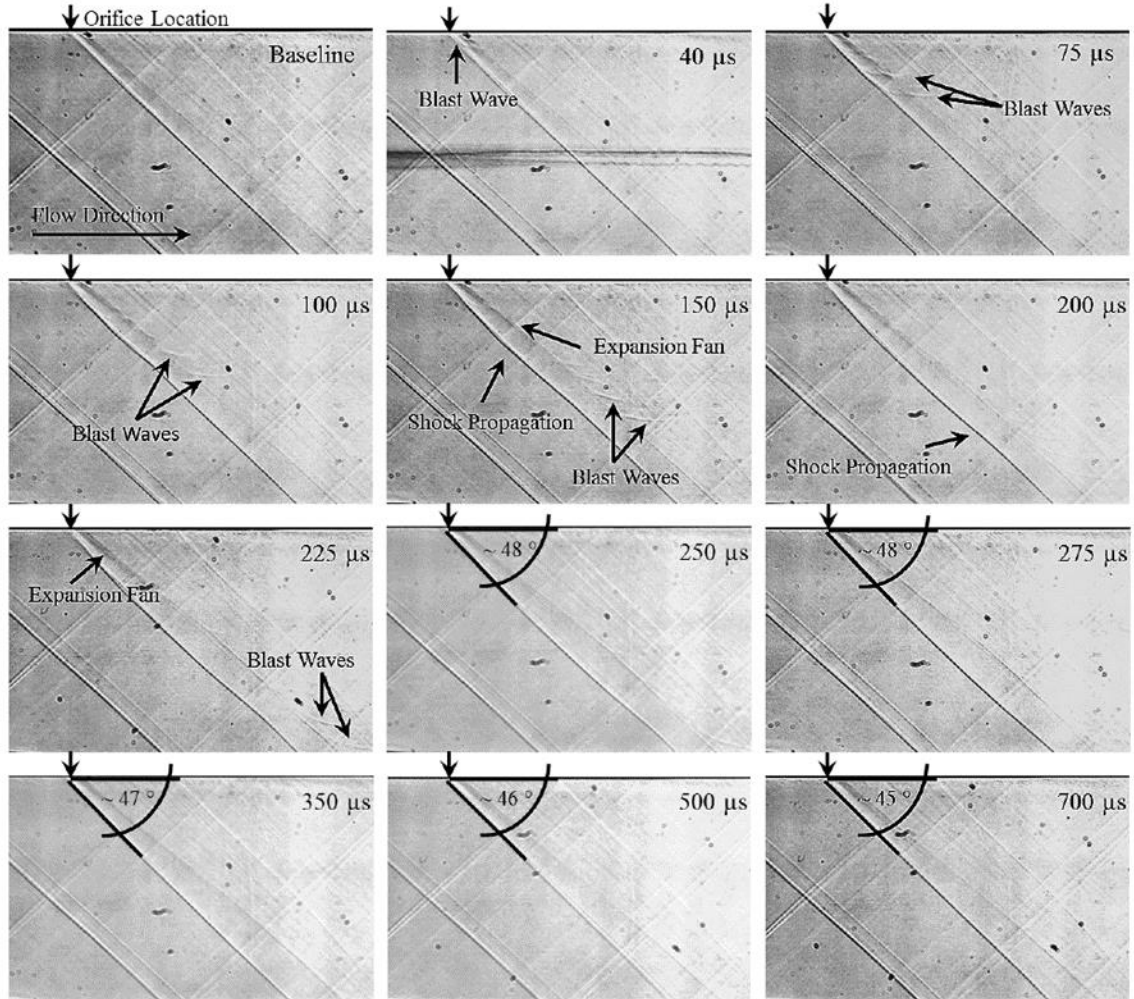 Orifice Location
Baseline
Flow Direction
40 µs
Blast Wave
75 µs
Blast Waves
100 µs
Blast Waves
150 µs
Expansion Fan
Shock Propagation
Blast Waves
200 µs
Shock Propagation
225 µs
Expansion Fan
Blast Waves
~ 48 °
250 µs
~ 48 °
275 µs
~ 47 °
350 µs
~ 46 °
500 µs
~ 45 °
700 µs